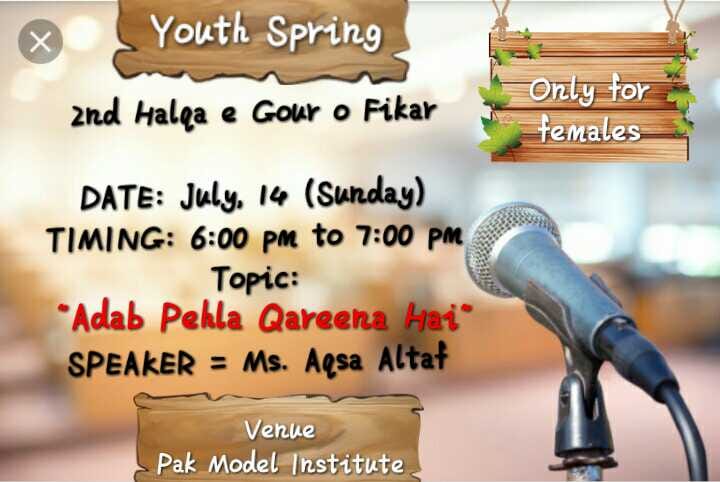 Youth Spring
Only for
females
2nd Halqa e Gour o Fikar
DATE: July, 14 (Sunday)
TIMING: 6:00 pm to 7:00 pm
Topic:
~Adab Pehla Qareena Hai~
SPEAKER = Ms. Aqsa Altaf
Venue
Pak Model Institute